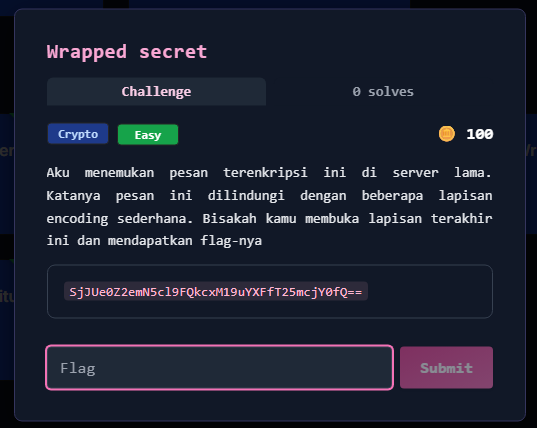 Wrapped secret
Challenge
0 solves
Crypto
Easy
100
Aku menemukan pesan terenkripsi ini di server lama.
Katanya pesan ini dilindungi dengan beberapa lapisan
encoding sederhana. Bisakah kamu membuka lapisan terakhir
ini dan mendapatkan flag-nya
SjJUe0Z2emN5cl9FQkcxM19uYXFfT25mcjY0fQ==
Flag
Submit